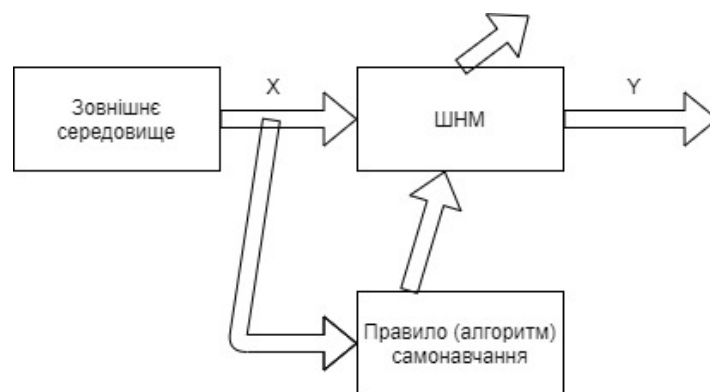 X
Y
Зовнішнє
середовище
ШНМ
Правило (алгоритм)
самонавчання